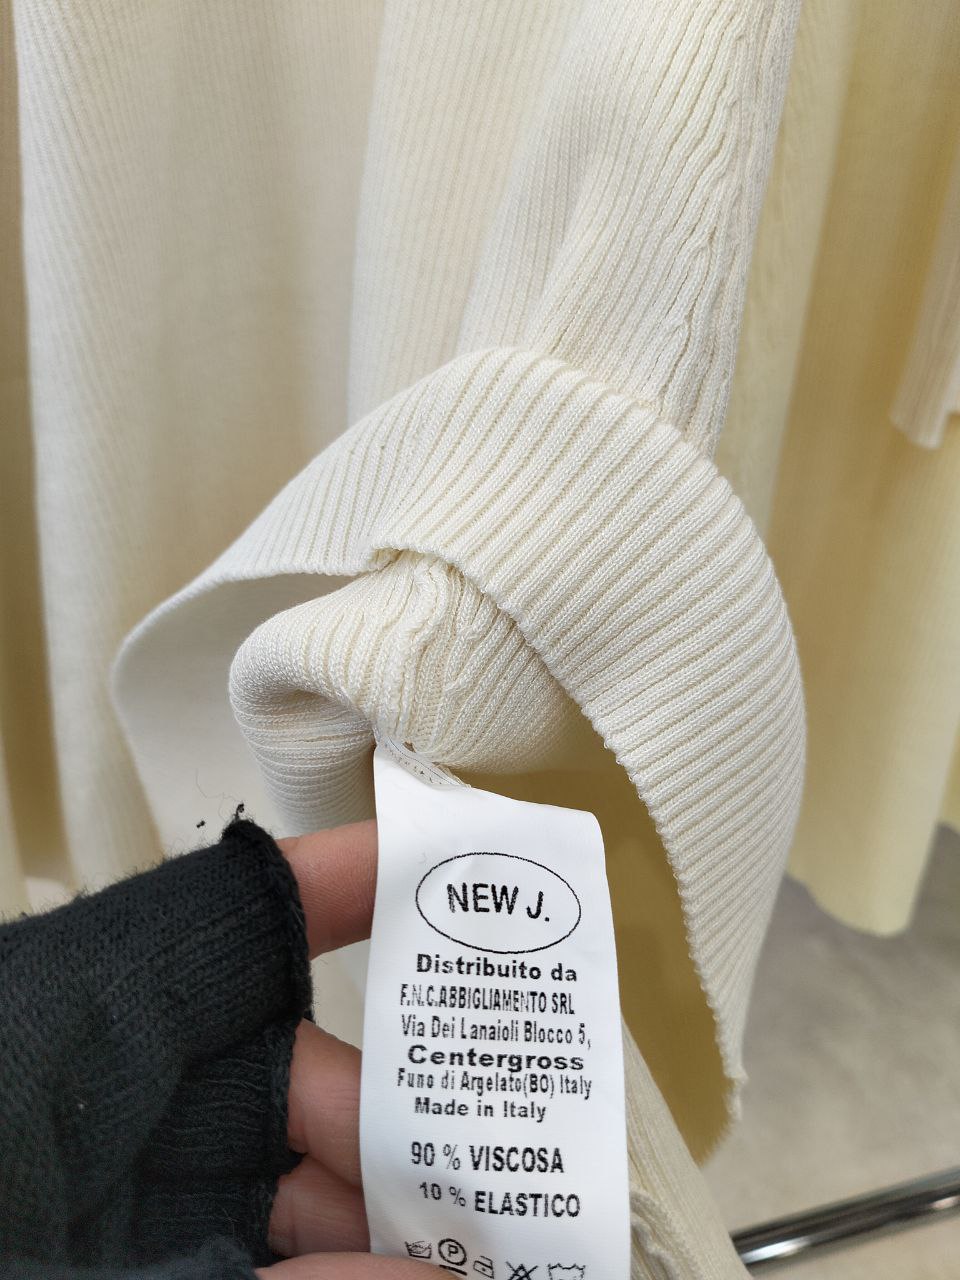 NEW J.
Distribuito da
F.N.C.ABBIGLIAMENTO SRL
Via Dei Lanaioli Blocco 5,
Centergross
Funo di Argelato(BO) Italy
Made in Italy
90 % VISCOSA
10 % ELASTICO
P